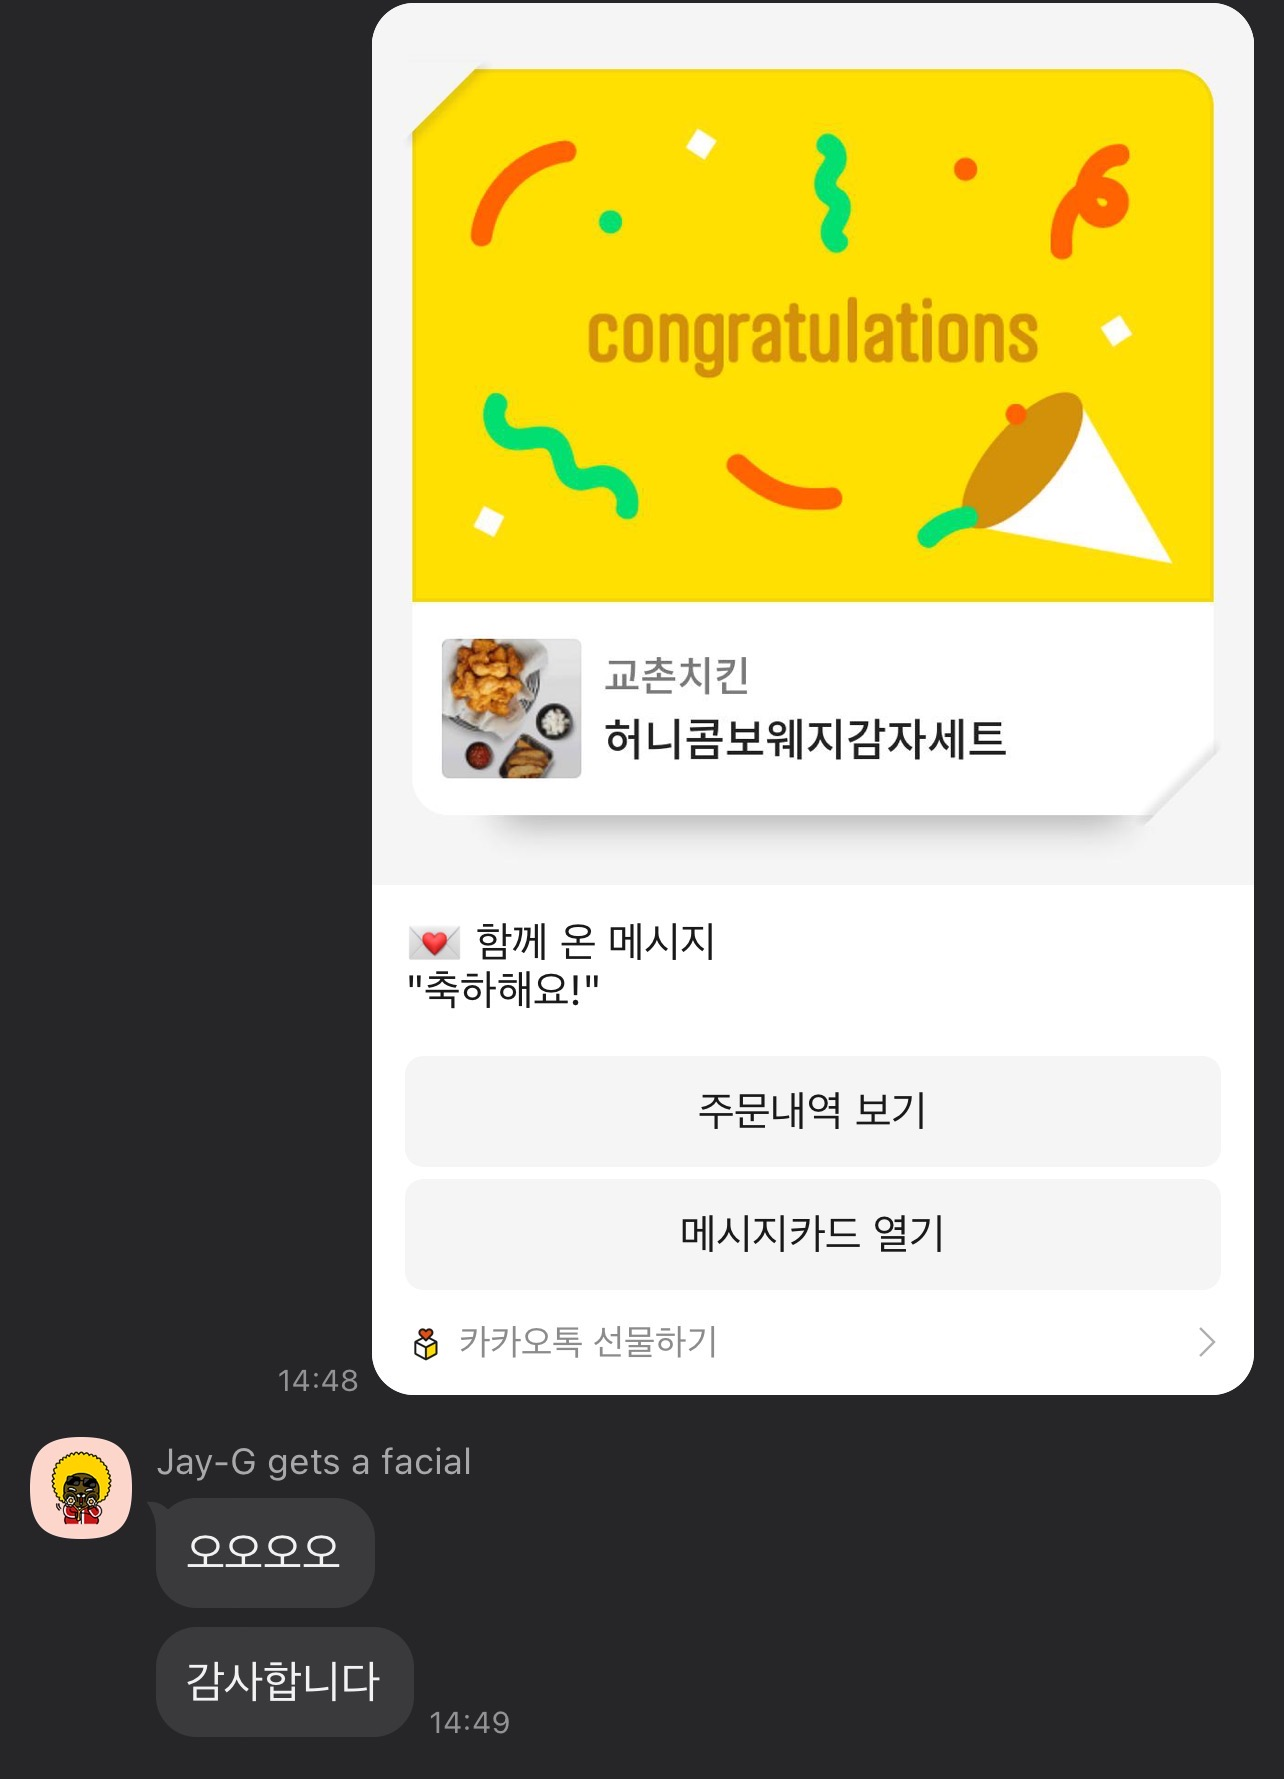 congratulations
교촌치킨
허니콤보웨지감자세트
💌 함께 온 메시지
"축하해요!"
주문내역 보기
메시지카드 열기
카카오톡 선물하기
14:48
Jay-G gets a facial
오오오오
감사합니다
14:49